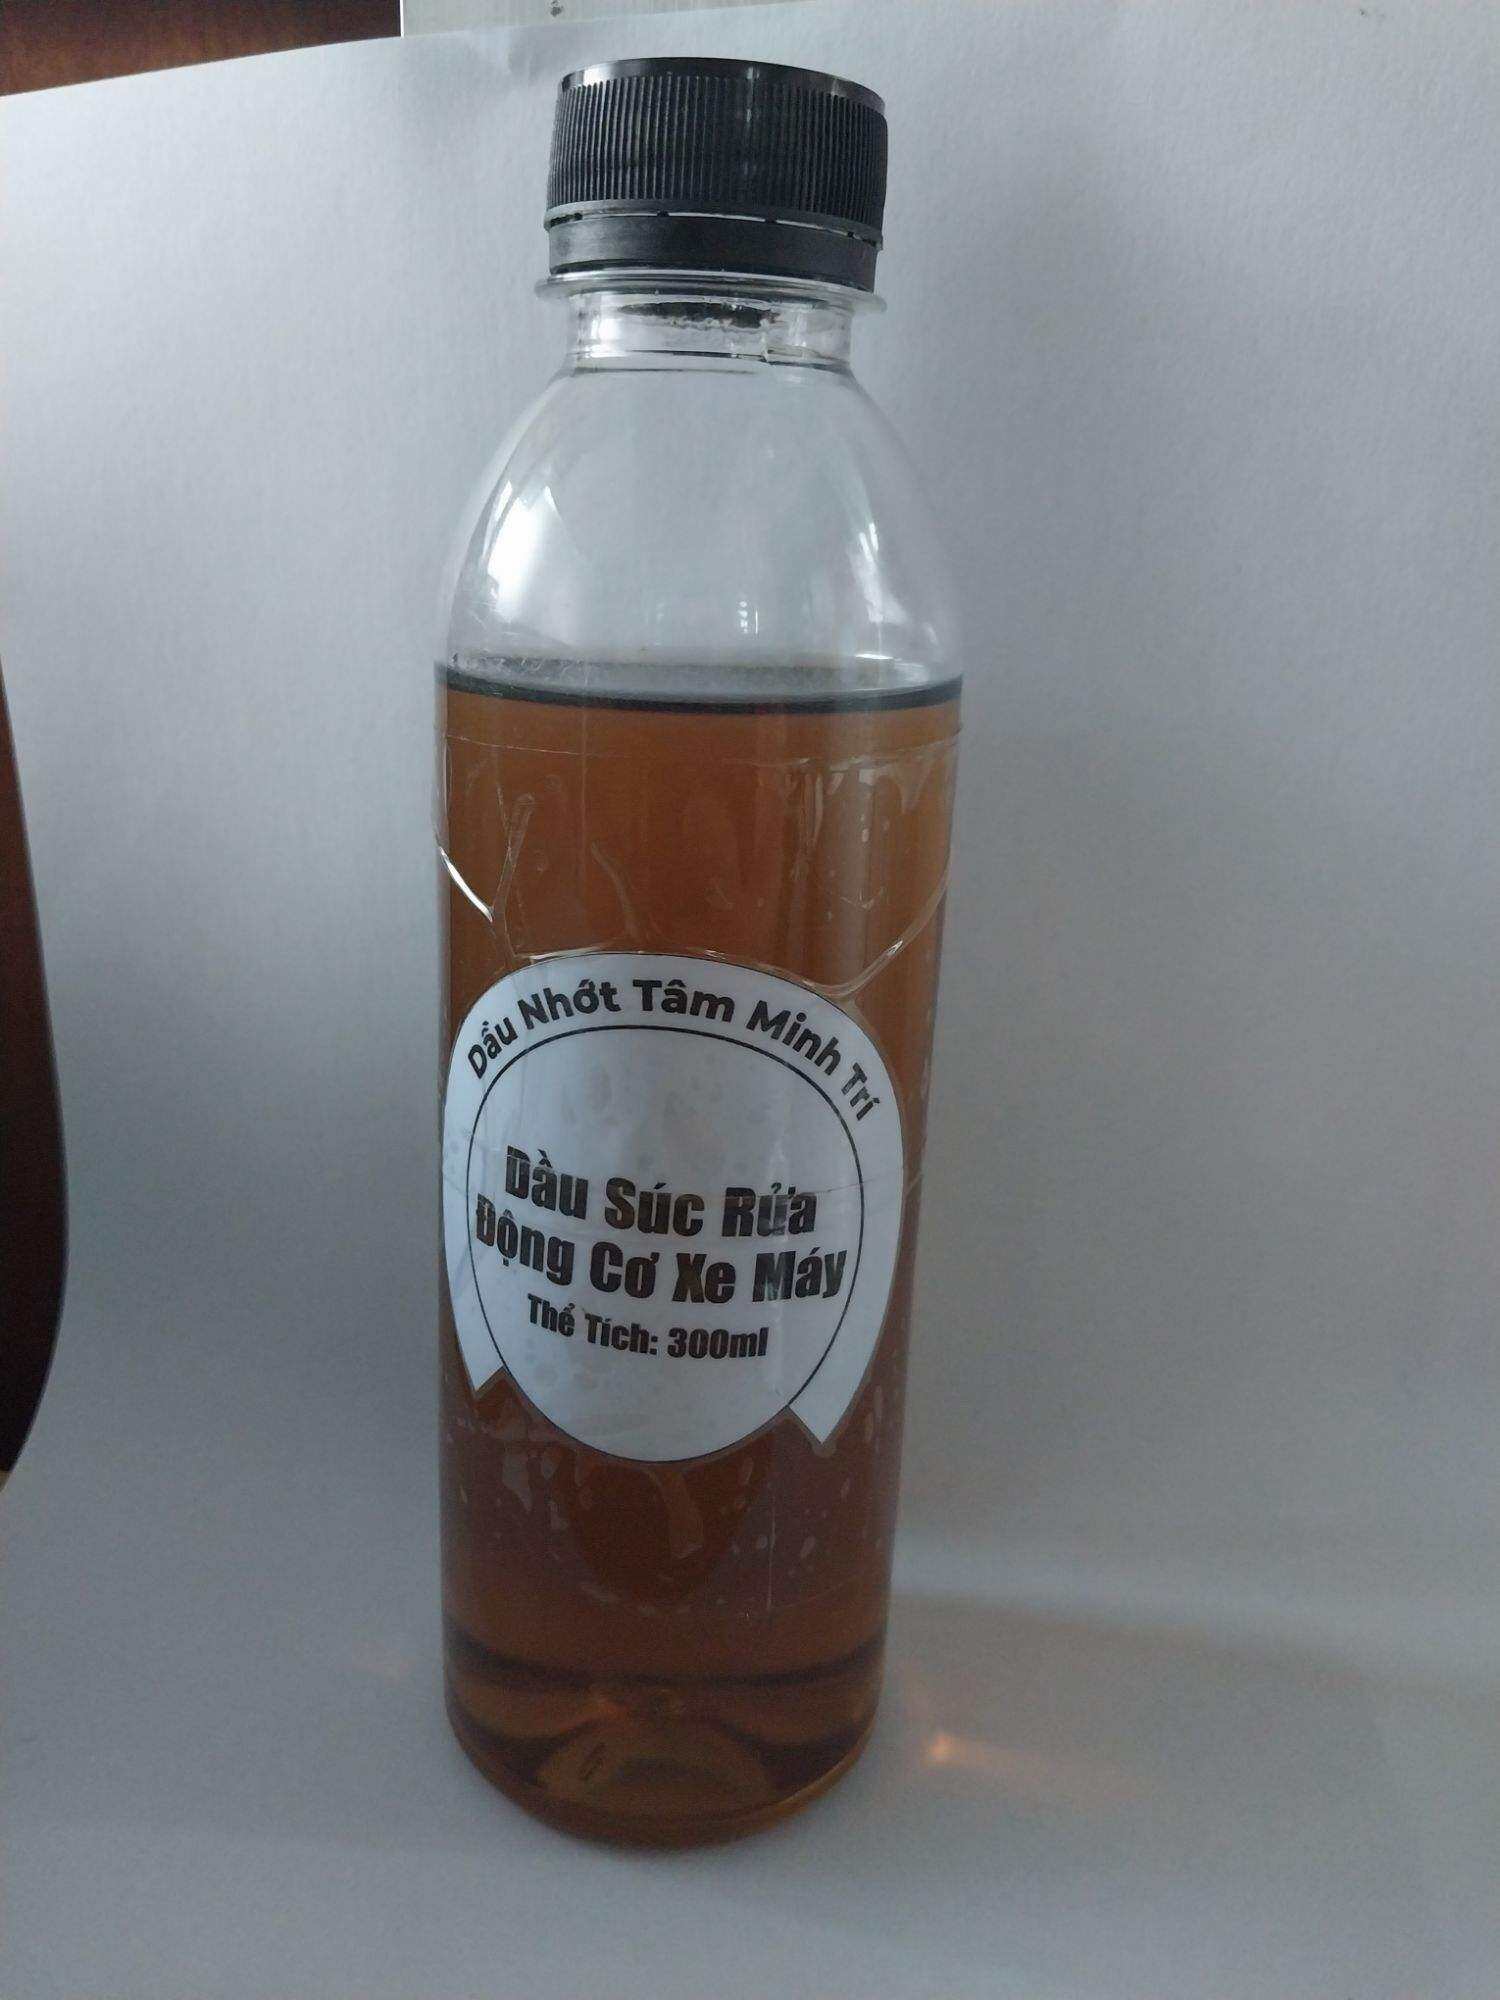 Dầu Nhớt Tâm Minh Trí
Dầu Súc Rửa
Động Cơ Xe Máy
Thể Tích: 300ml